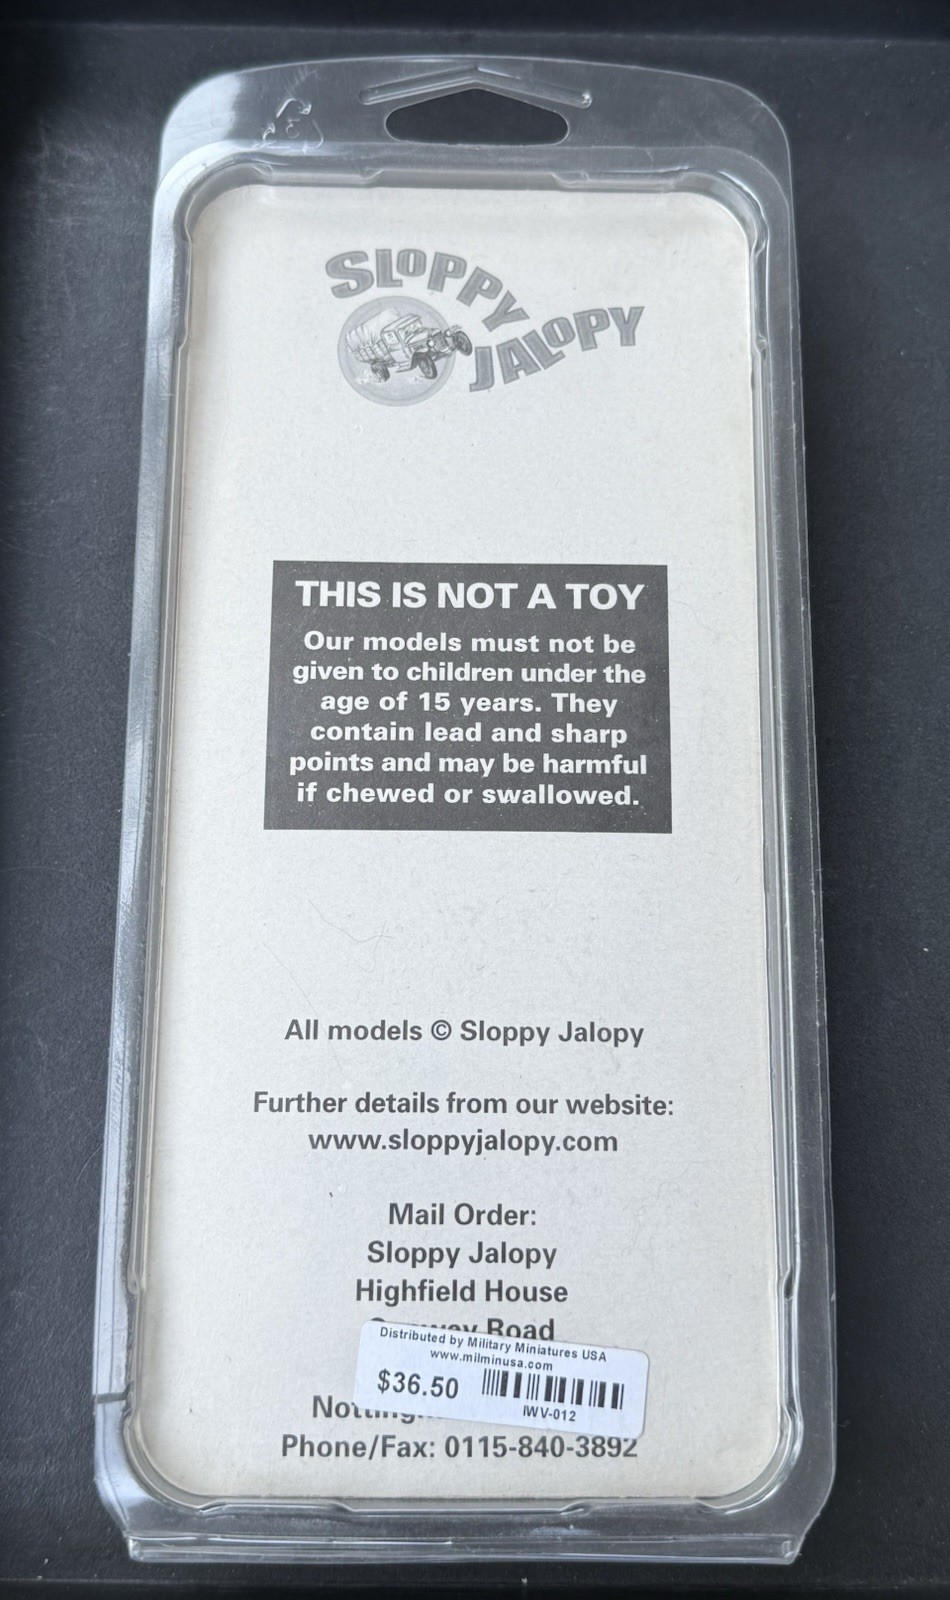 SLOPPY
JALOPY
THIS IS NOT A TOY
Our models must not be
given to children under the
age of 15 years. They
contain lead and sharp
points and may be harmful
if chewed or swallowed.
All models © Sloppy Jalopy
Further details from our website:
www.sloppyjalopy.com
Mail Order:
Sloppy Jalopy
Highfield House
Road
Distributed by Military Miniatures USA
www.milminusa.com
$36.50
IWV-012
Phone/Fax: 0115-840-3892